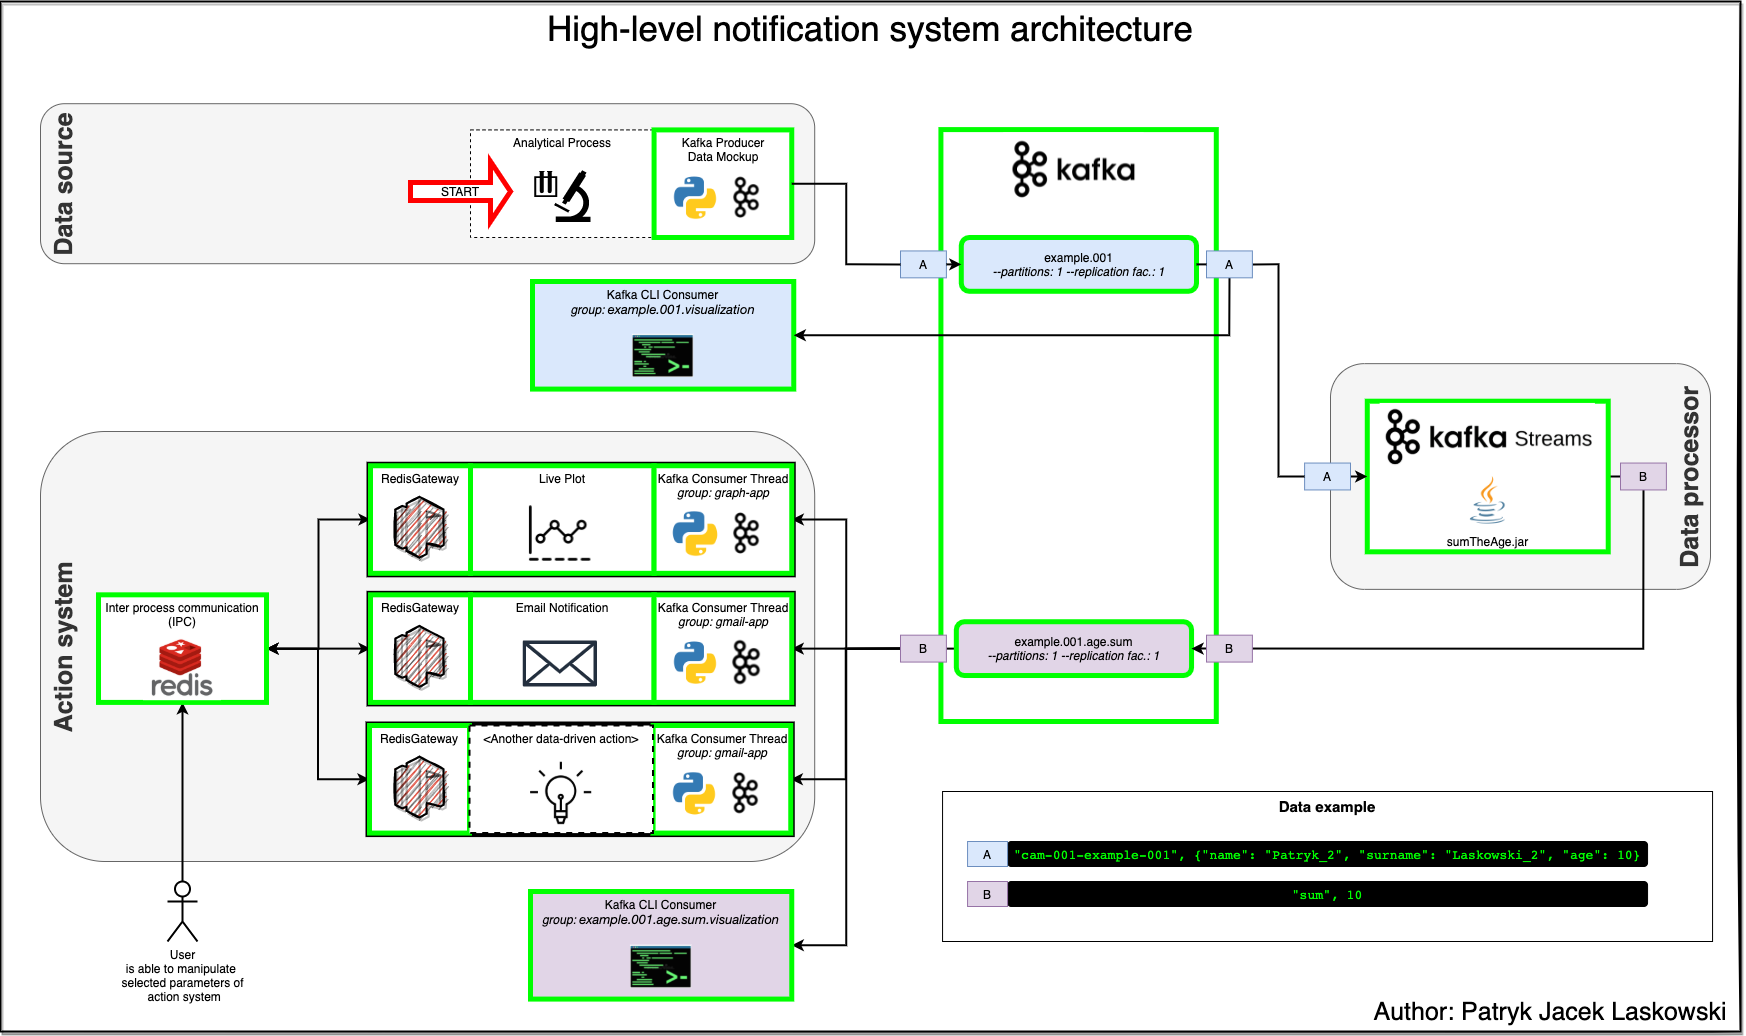 High-level notification system architecture
Data source
START
Analytical Process
Kafka Producer
Data Mockup
kafka
A
example.001
--partitions: 1 --replication fac.: 1
A
Kafka CLI Consumer
group: example.001.visualization
Data processor
kafka Streams
A
B
sumTheAge.jar
Action system
RedisGateway
Live Plot
Kafka Consumer Thread
group: graph-app
Inter process communication
(IPC)
redis
RedisGateway
Email Notification
Kafka Consumer Thread
group: gmail-app
B
example.001.age.sum
--partitions: 1 --replication fac.: 1
B
RedisGateway
<Another data-driven action>
Kafka Consumer Thread
group: gmail-app
Data example
A
"cam-001-example-001", {"name": "Patryk_2", "surname": "Laskowski_2", "age": 10}
B
"sum", 10
Kafka CLI Consumer
group: example.001.age.sum.visualization
User
is able to manipulate
selected parameters of
action system
Author: Patryk Jacek Laskowski